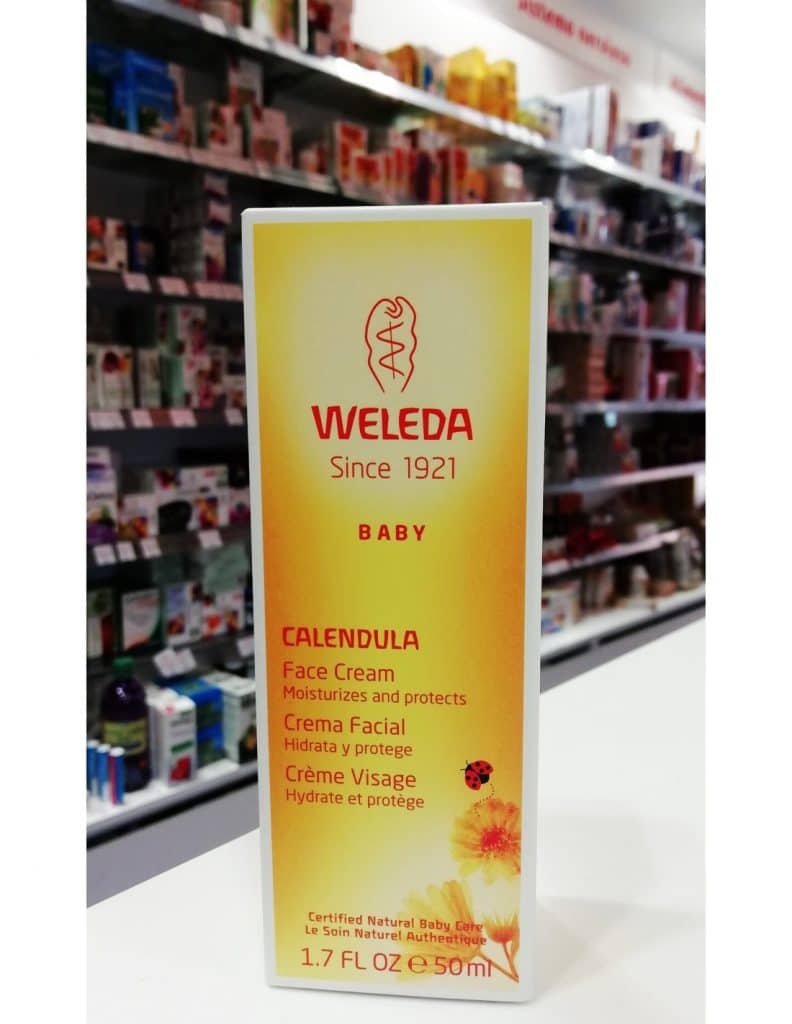 WELEDA
Since 1921
BABY
CALENDULA
Face Cream
Moisturizes and protects
Crema Facial
Hidrata y protege
Crème Visage
Hydrate et protège
Certified Natural Baby Care
Le Soin Naturel Authentique
1.7 FL OZ ℮ 50 ml